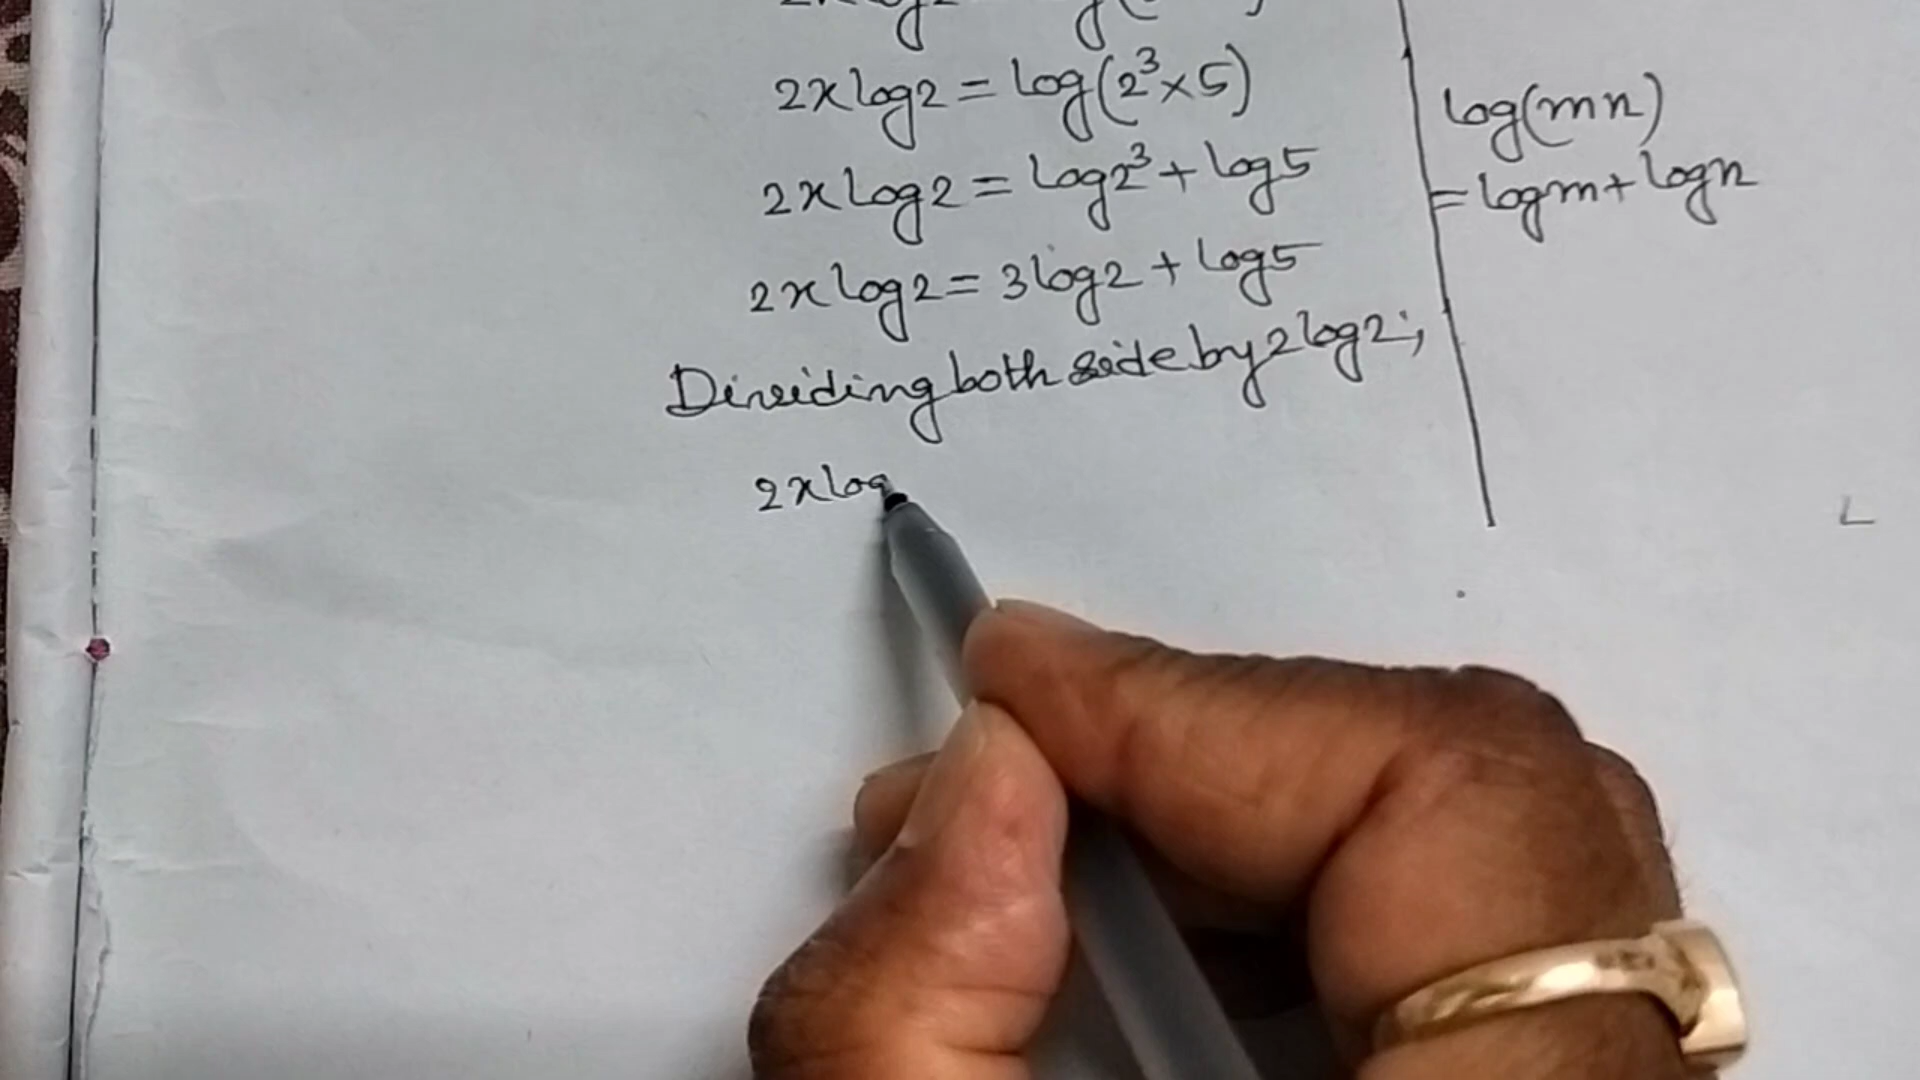 2x log2 = log(2³×5)
2x log2 = log2³ + log5
2x log2 = 3log2 + log5
Dividing both side by 2log2;
2x log
log(mn)
= logm + logn